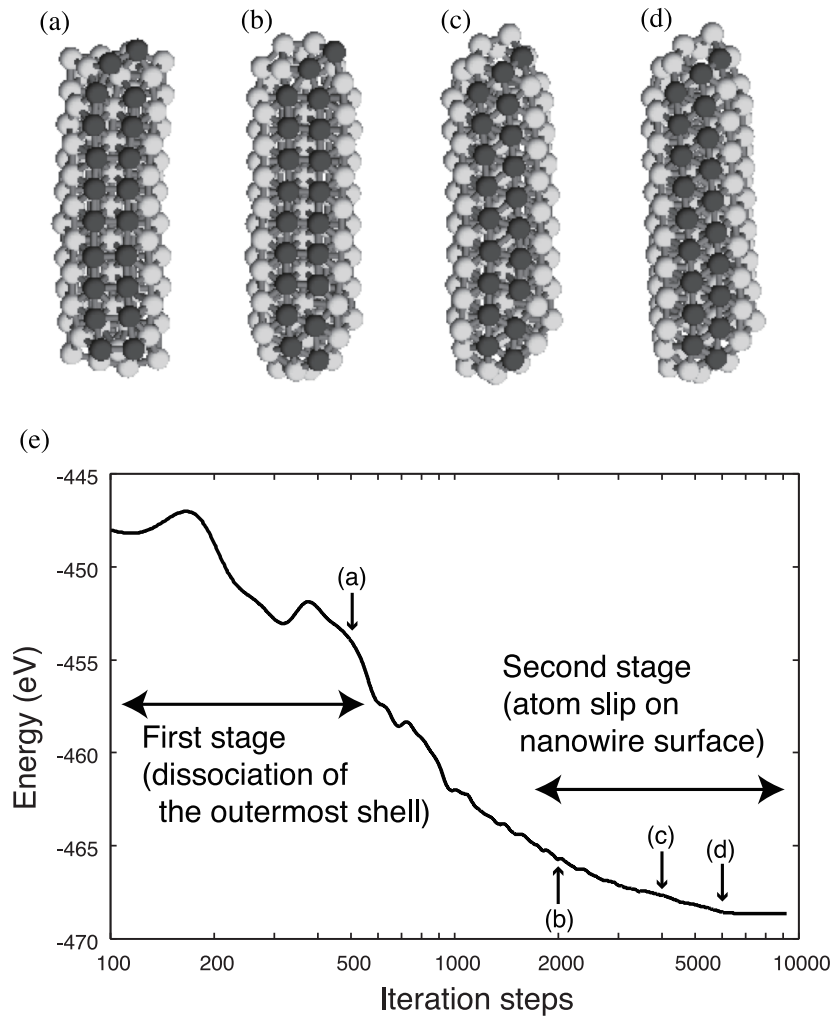 (a)
(b)
(c)
(d)
(e)
-445
-450
-455
-460
-465
-470
Energy (eV)
(a)
First stage
(dissociation of
the outermost shell)
Second stage
(atom slip on
nanowire surface)
(c)
(d)
(b)
100
200
500
1000
2000
5000
10000
Iteration steps